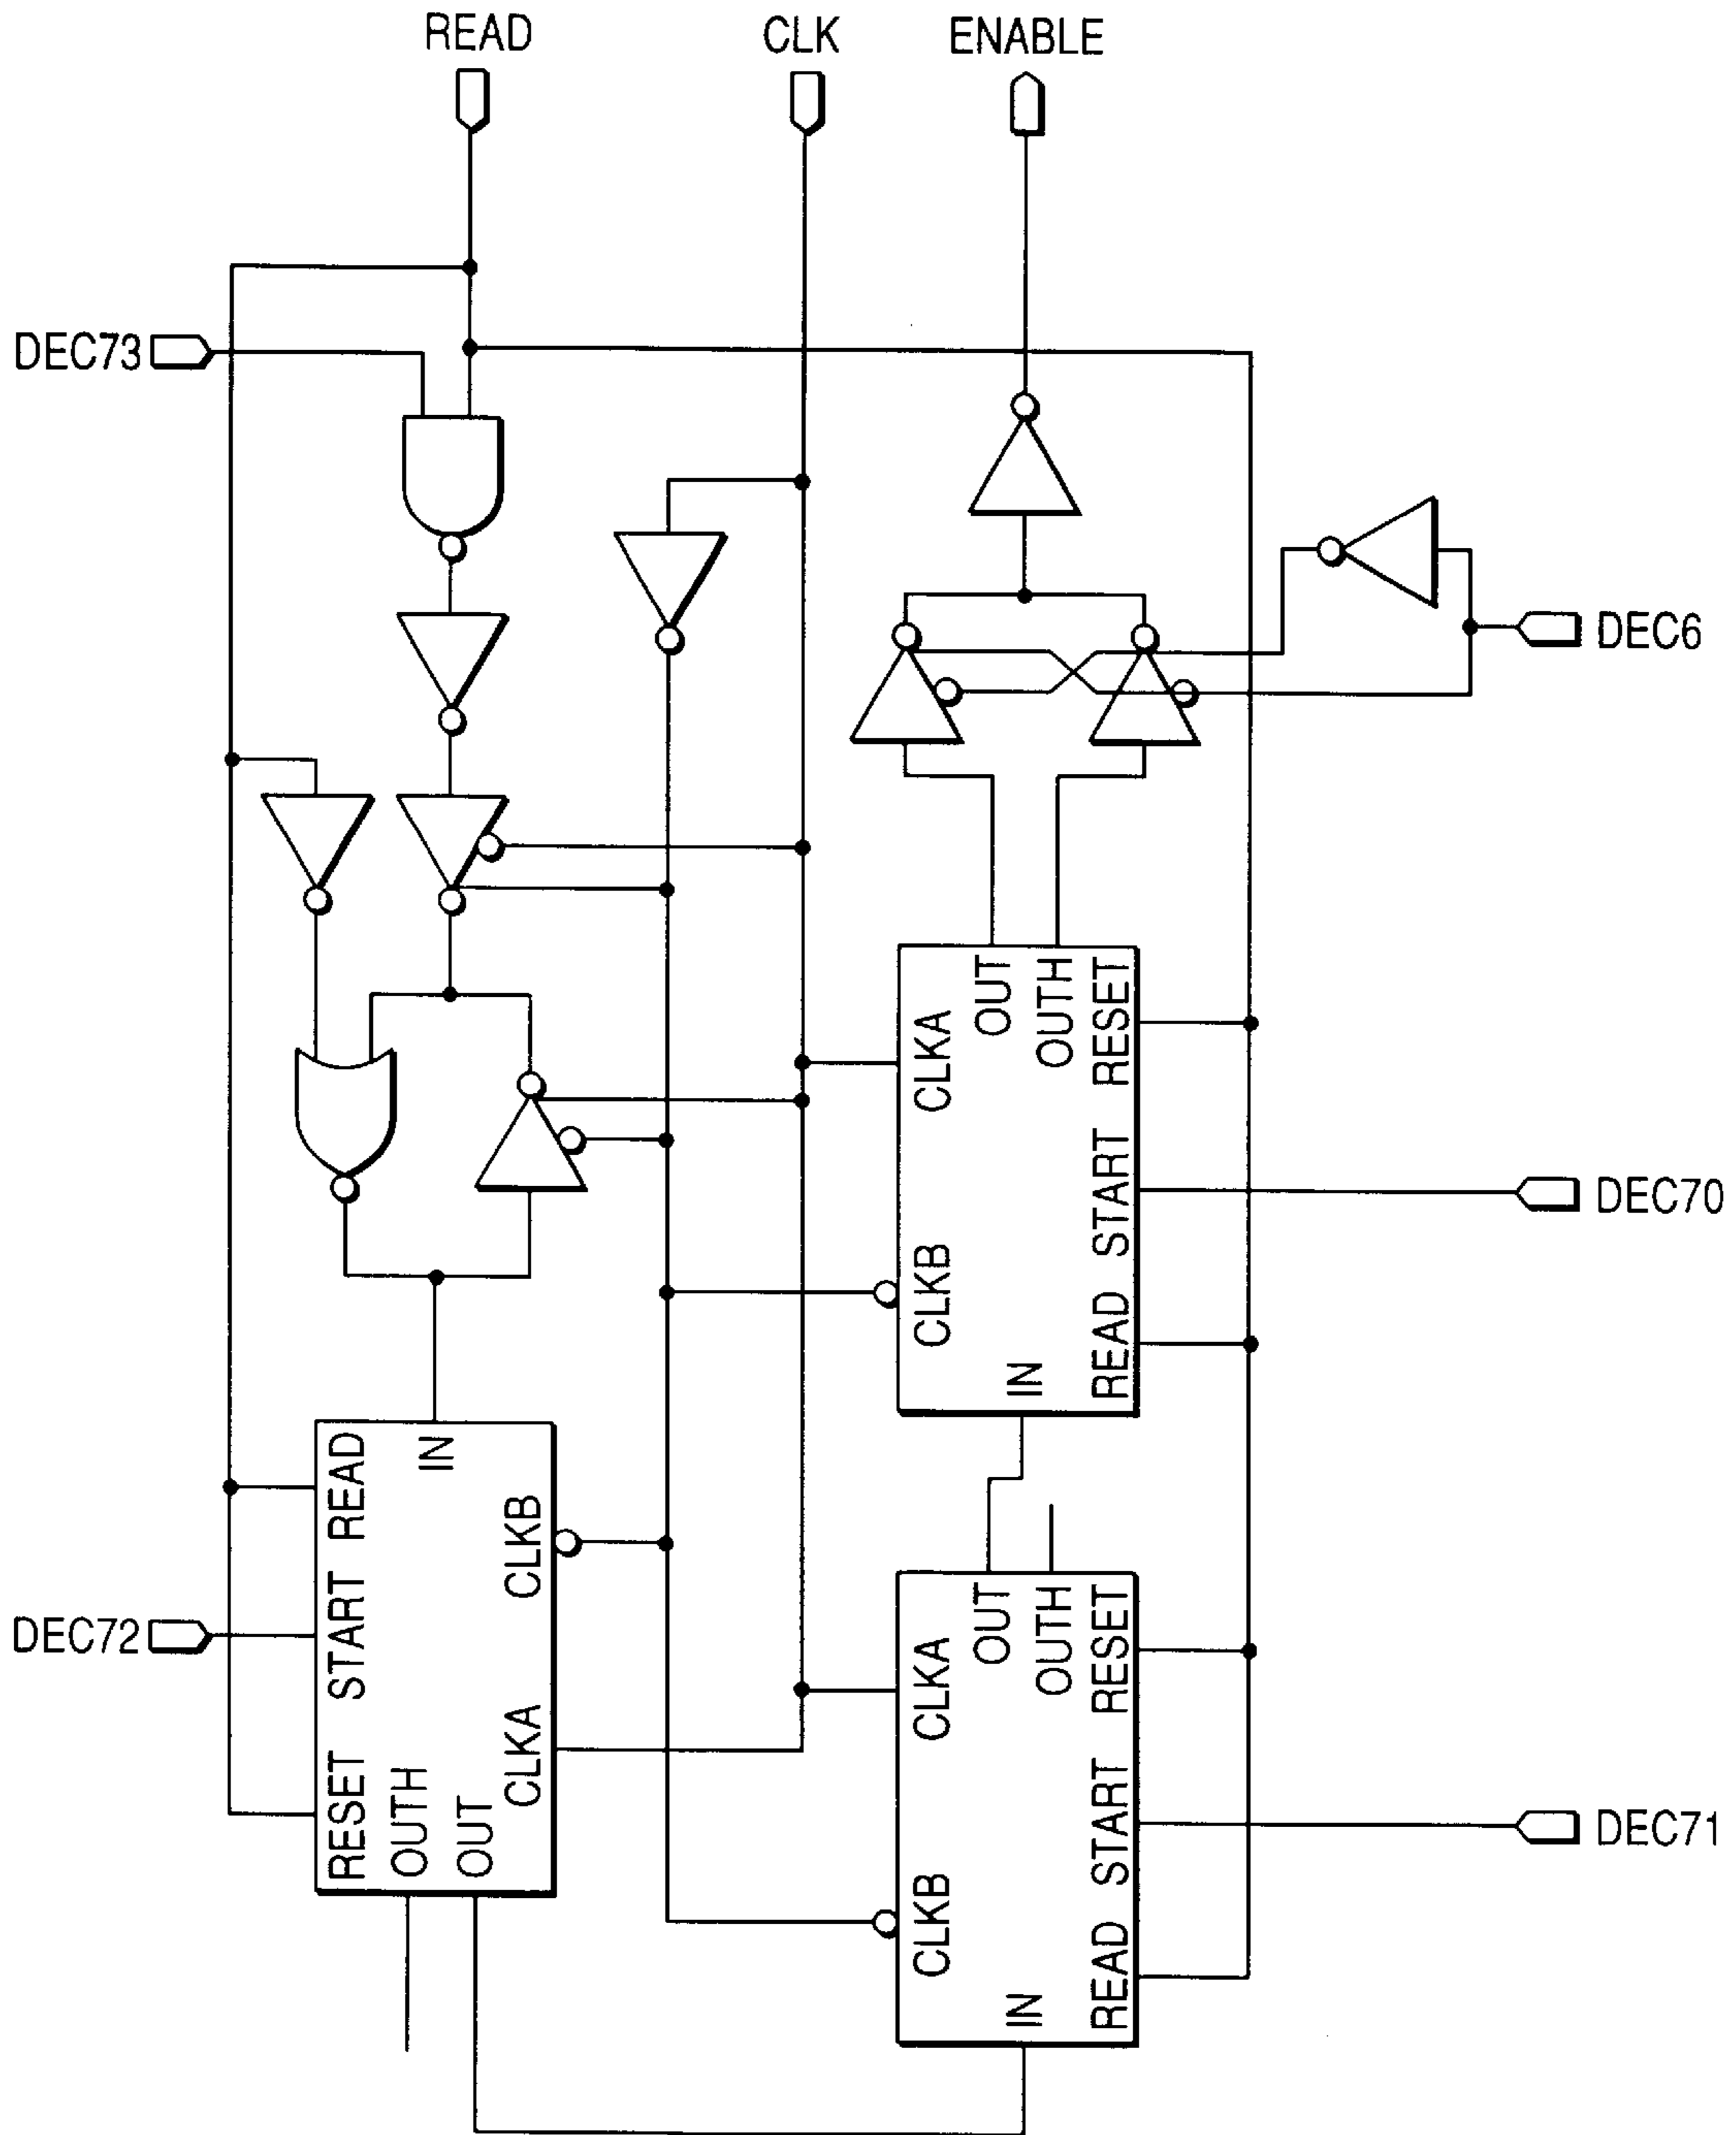 READ
CLK
ENABLE
DEC73
DEC6
OUT
OUTH
RESET
CLKA
START
DEC70
CLKB
READ
IN
READ
IN
CLKB
START
DEC72
RESET
OUTH
OUT
CLKA
OUT
OUTH
RESET
CLKA
START
DEC71
CLKB
READ
IN